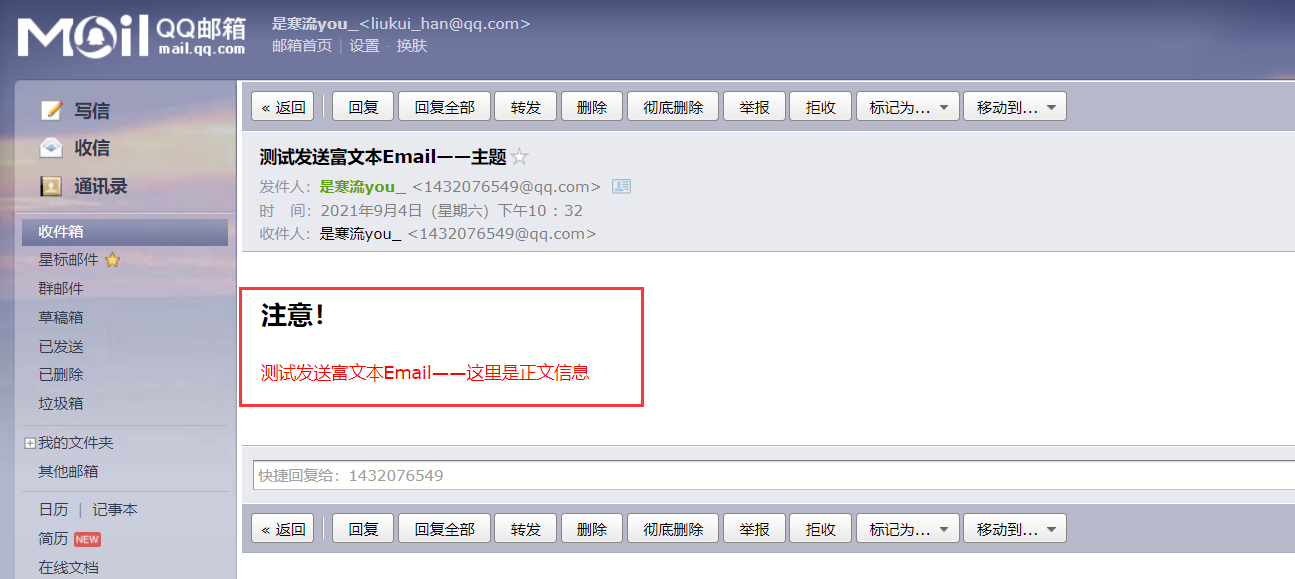 Mail QQ邮箱
mail.qq.com
是寒流you_<liukui_han@qq.com>
邮箱首页 | 设置 - 换肤
写信
收信
通讯录
收件箱
星标邮件
群邮件
草稿箱
已发送
已删除
垃圾箱
我的文件夹
其他邮箱
日历 | 记事本
简历 NEW
在线文档
« 返回 回复 回复全部 转发 删除 彻底删除 举报 拒收 标记为... 移动到...
测试发送富文本Email——主题
发件人：是寒流you_ <1432076549@qq.com>
时 间：2021年9月4日（星期六）下午10：32
收件人：是寒流you_ <1432076549@qq.com>
注意！
测试发送富文本Email——这里是正文信息
快捷回复给：1432076549
« 返回 回复 回复全部 转发 删除 彻底删除 举报 拒收 标记为... 移动到...